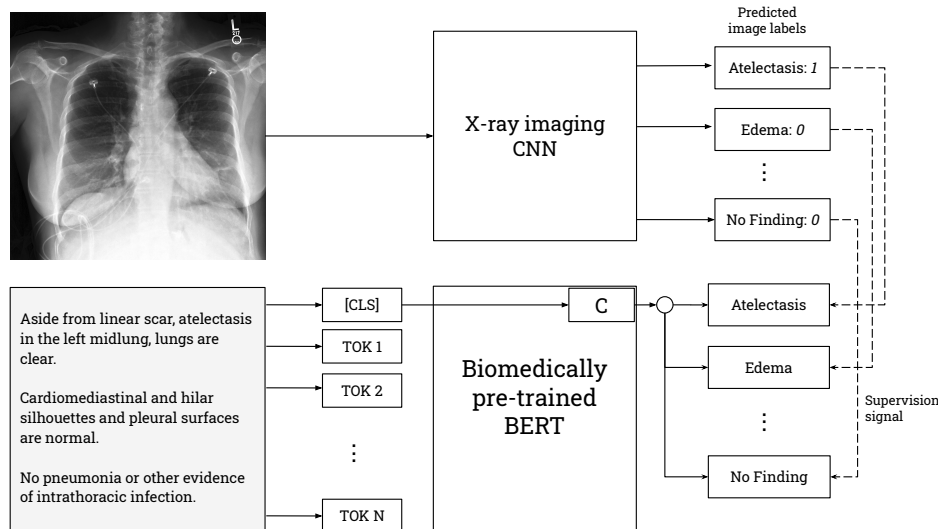 Predicted
image labels
Atelectasis: 1
X-ray imaging
CNN
Edema: 0
⋮
No Finding: 0
Aside from linear scar, atelectasis
in the left midlung, lungs are
clear.
Cardiomediastinal and hilar
silhouettes and pleural surfaces
are normal.
No pneumonia or other evidence
of intrathoracic infection.
[CLS]
TOK 1
TOK 2
⋮
TOK N
C
Biomedically
pre-trained
BERT
Atelectasis
Edema
⋮
No Finding
Supervision
signal